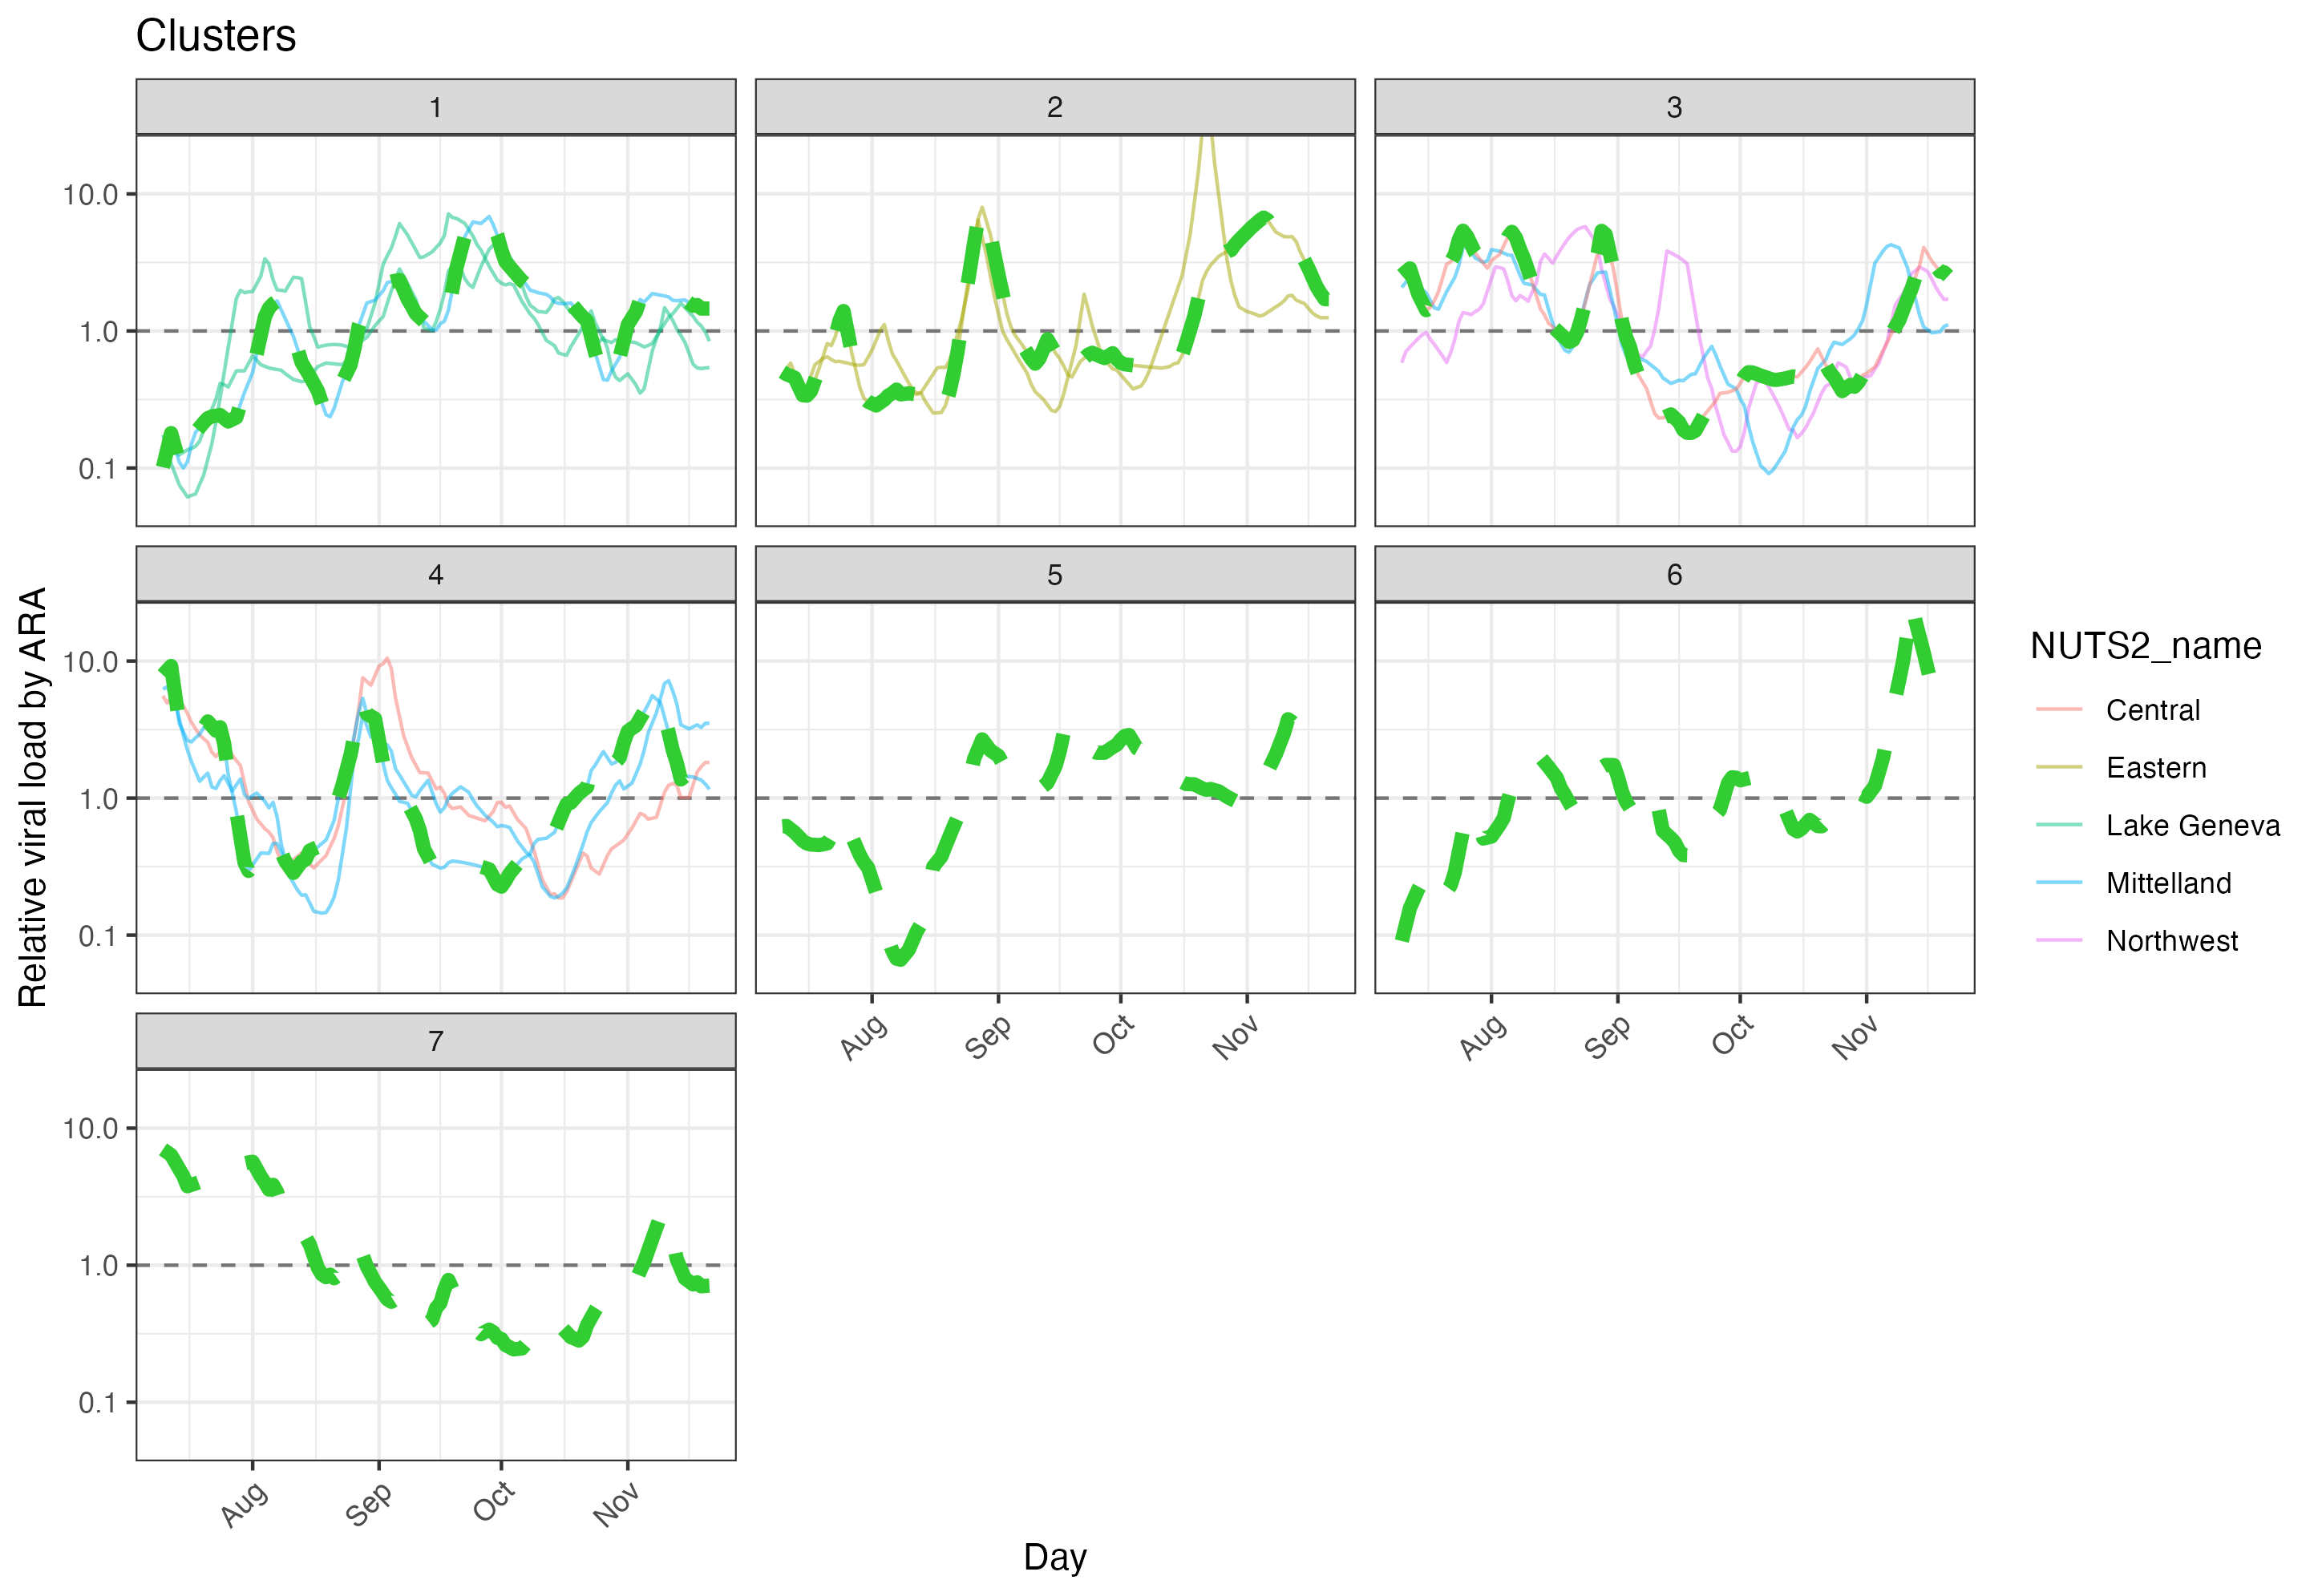 Clusters
1
2
3
10.0
1.0
0.1
4
5
6
10.0
1.0
0.1
Relative viral load by ARA
Aug
Sep
Oct
Nov
Aug
Sep
Oct
Nov
7
10.0
1.0
0.1
Aug
Sep
Oct
Nov
Day
NUTS2_name
Central
Eastern
Lake Geneva
Mittelland
Northwest